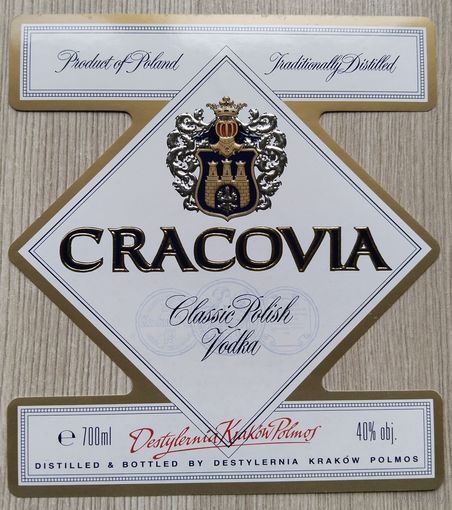 Product of Poland Traditionally Distilled
CRACOVIA
Classic Polish
Vodka
℮ 700ml Destylernia Kraków Polmos 40% obj.
DISTILLED & BOTTLED BY DESTYLERNIA KRAKÓW POLMOS